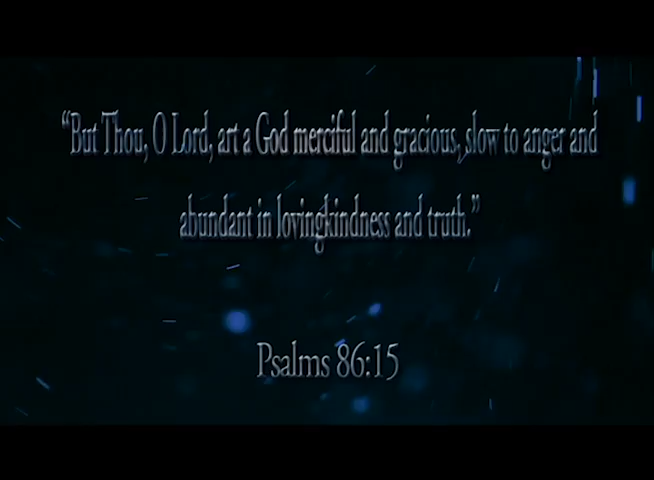 “But Thou, O Lord, art a God merciful and gracious, slow to anger and
abundant in lovingkindness and truth.”
Psalms 86:15